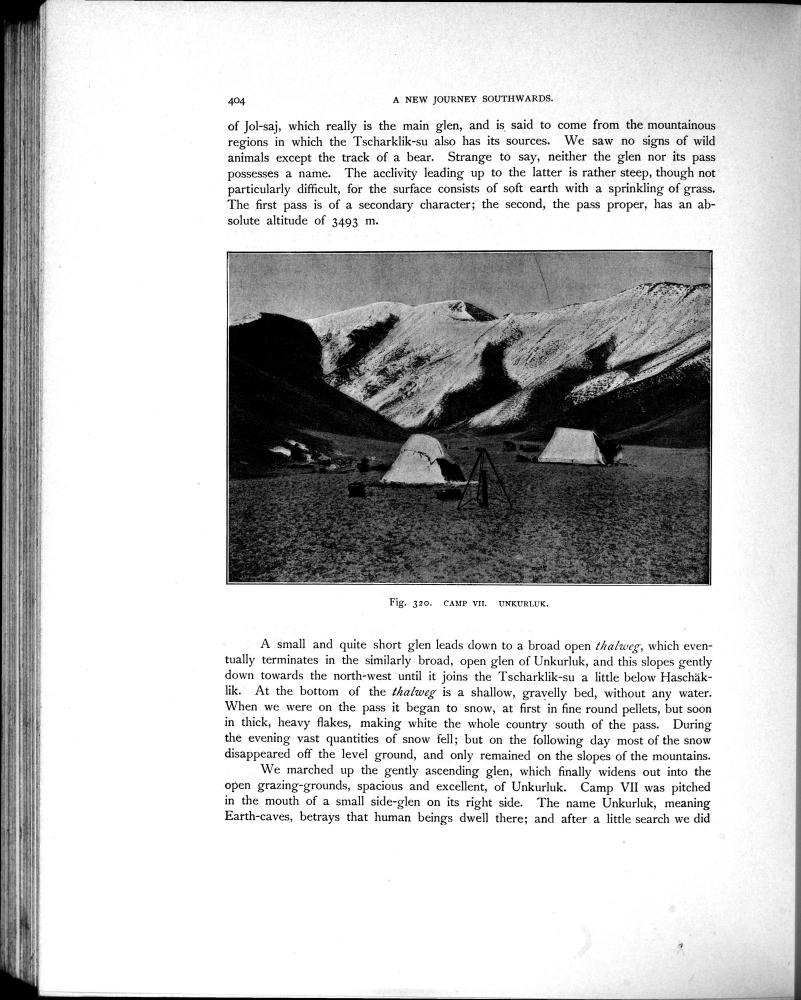 404 A NEW JOURNEY SOUTHWARDS.
of Jol-saj, which really is the main glen, and is said to come from the mountainous
regions in which the Tscharklik-su also has its sources. We saw no signs of wild
animals except the track of a bear. Strange to say, neither the glen nor its pass
possesses a name. The acclivity leading up to the latter is rather steep, though not
particularly difficult, for the surface consists of soft earth with a sprinkling of grass.
The first pass is of a secondary character; the second, the pass proper, has an ab-
solute altitude of 3493 m.
Fig. 320. CAMP VII. UNKURLUK.
A small and quite short glen leads down to a broad open thalweg, which even-
tually terminates in the similarly broad, open glen of Unkurluk, and this slopes gently
down towards the north-west until it joins the Tscharklik-su a little below Haschäk-
lik. At the bottom of the thalweg is a shallow, gravelly bed, without any water.
When we were on the pass it began to snow, at first in fine round pellets, but soon
in thick, heavy flakes, making white the whole country south of the pass. During
the evening vast quantities of snow fell; but on the following day most of the snow
disappeared off the level ground, and only remained on the slopes of the mountains.
We marched up the gently ascending glen, which finally widens out into the
open grazing-grounds, spacious and excellent, of Unkurluk. Camp VII was pitched
in the mouth of a small side-glen on its right side. The name Unkurluk, meaning
Earth-caves, betrays that human beings dwell there; and after a little search we did